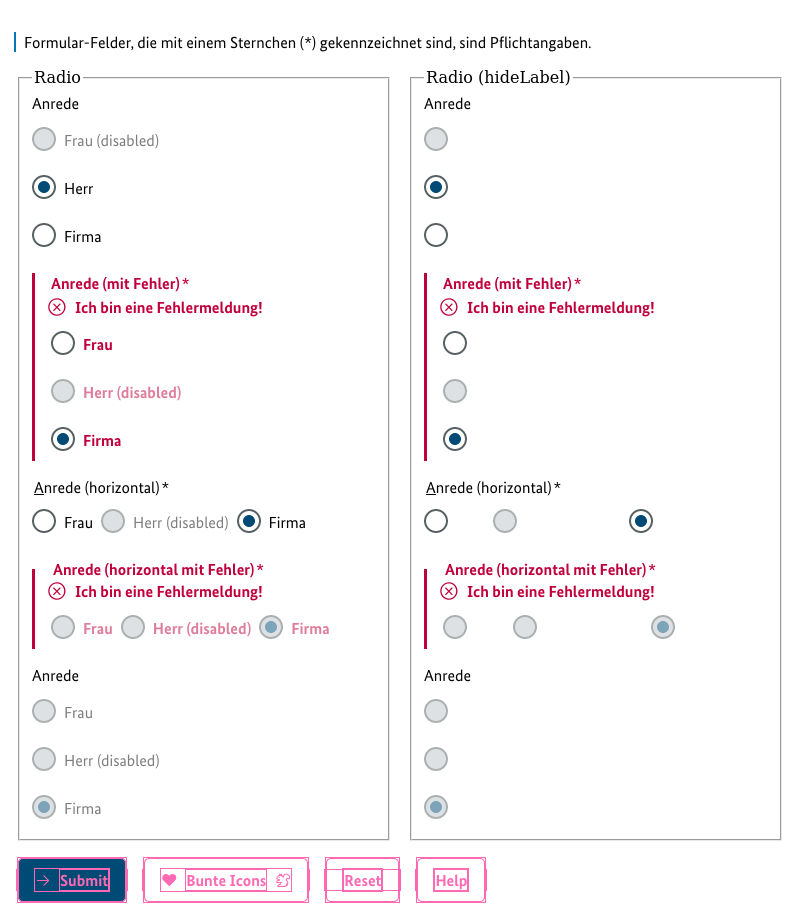 Formular-Felder, die mit einem Sternchen (*) gekennzeichnet sind, sind Pflichtangaben.
Radio
Anrede
Frau (disabled)
Herr
Firma
Anrede (mit Fehler)*
Ich bin eine Fehlermeldung!
Frau
Herr (disabled)
Firma
Anrede (horizontal)*
Frau Herr (disabled) Firma
Anrede (horizontal mit Fehler)*
Ich bin eine Fehlermeldung!
Frau Herr (disabled) Firma
Anrede
Frau
Herr (disabled)
Firma
Radio (hideLabel)
Anrede
Anrede (mit Fehler)*
Ich bin eine Fehlermeldung!
Anrede (horizontal)*
Anrede (horizontal mit Fehler)*
Ich bin eine Fehlermeldung!
Anrede
Submit Bunte Icons Reset Help